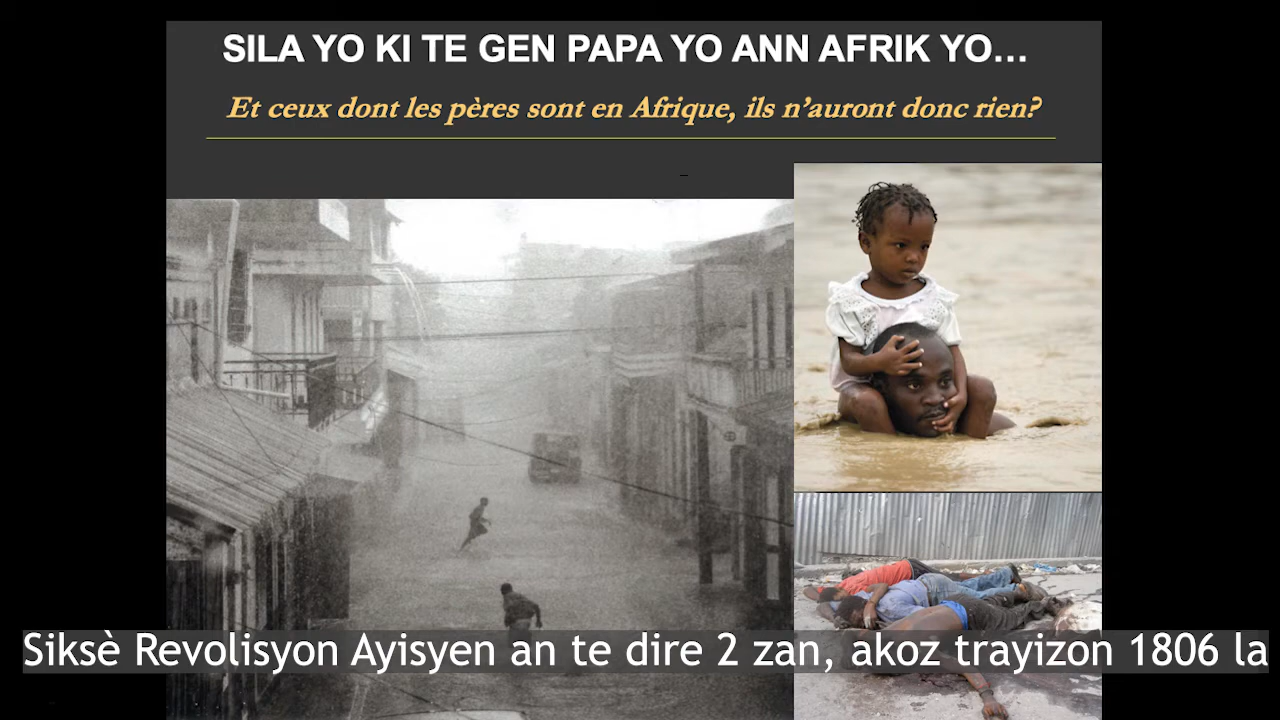 SILA YO KI TE GEN PAPA YO ANN AFRIK YO…
Et ceux dont les pères sont en Afrique, ils n’auront donc rien?
Siksè Revolisyon Ayisyen an te dire 2 zan, akoz trayizon 1806 la